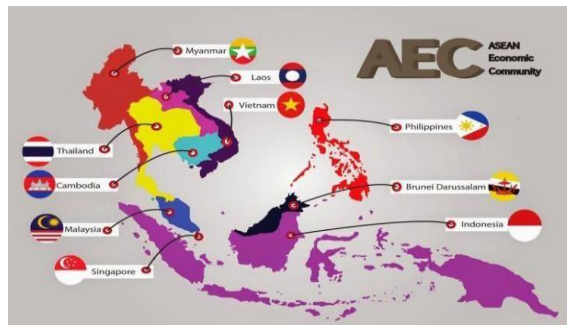 Myanmar
AEC
ASEAN
Economic
Community
Laos
Vietnam
Philippines
Thailand
Cambodia
Brunei Darussalam
Malaysia
Indonesia
Singapore